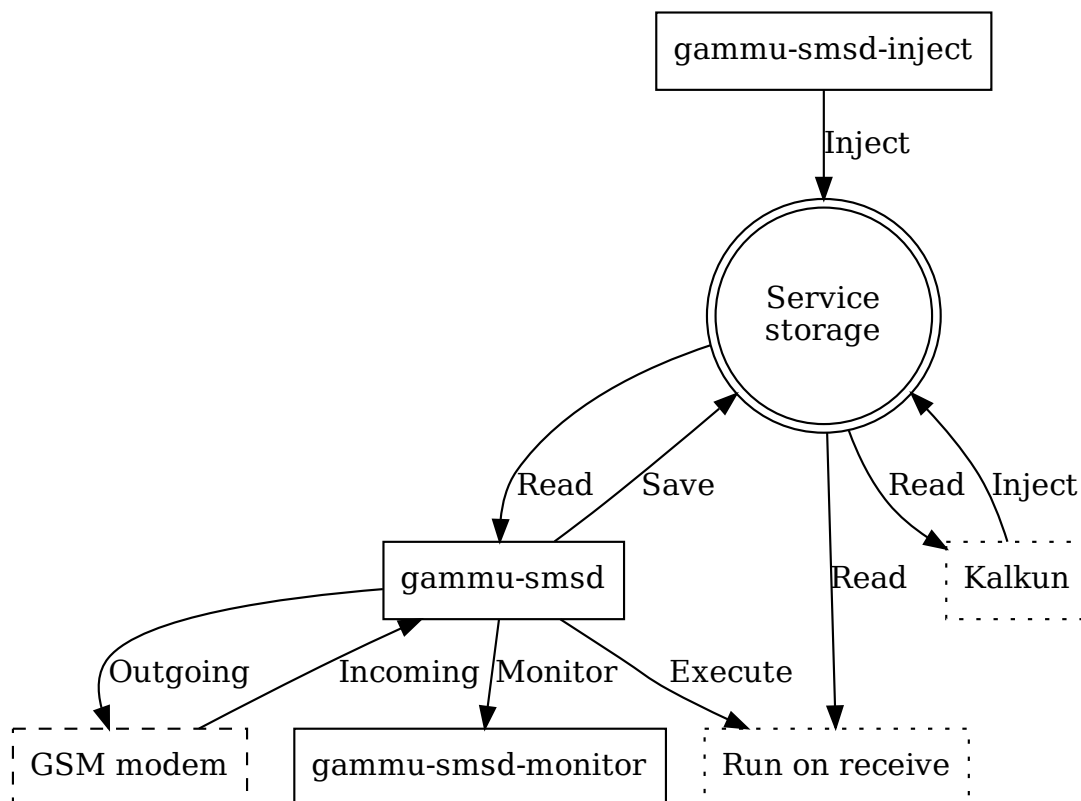 gammu-smsd-inject
Inject
Service
storage
Read
Save
Read
Inject
gammu-smsd
Read
Kalkun
Outgoing
Incoming
Monitor
Execute
GSM modem
gammu-smsd-monitor
Run on receive